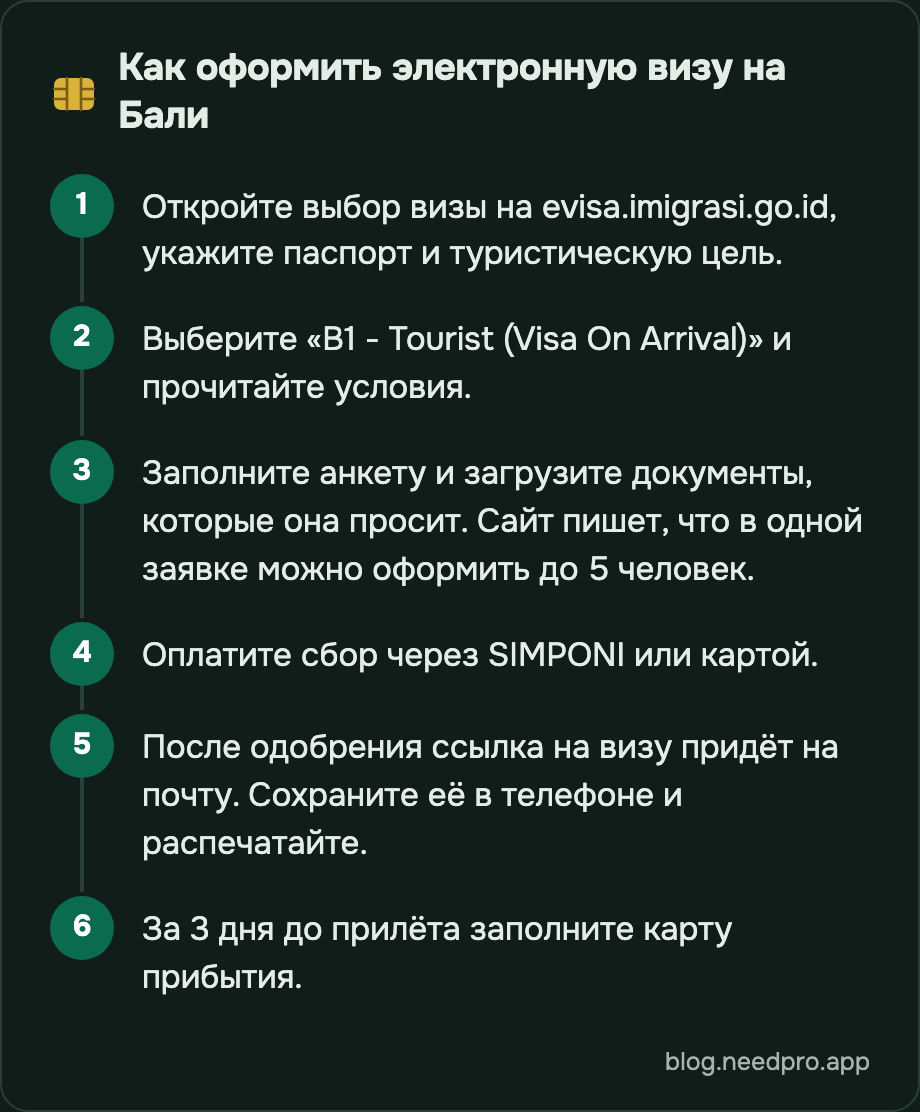 Как оформить электронную визу на
Бали
1
Откройте выбор визы на evisa.imigrasi.go.id,
укажите паспорт и туристическую цель.
2
Выберите «B1 - Tourist (Visa On Arrival)» и
прочитайте условия.
3
Заполните анкету и загрузите документы,
которые она просит. Сайт пишет, что в одной
заявке можно оформить до 5 человек.
4
Оплатите сбор через SIMPONI или картой.
5
После одобрения ссылка на визу придёт на
почту. Сохраните её в телефоне и
распечатайте.
6
За 3 дня до прилёта заполните карту
прибытия.
blog.needpro.app